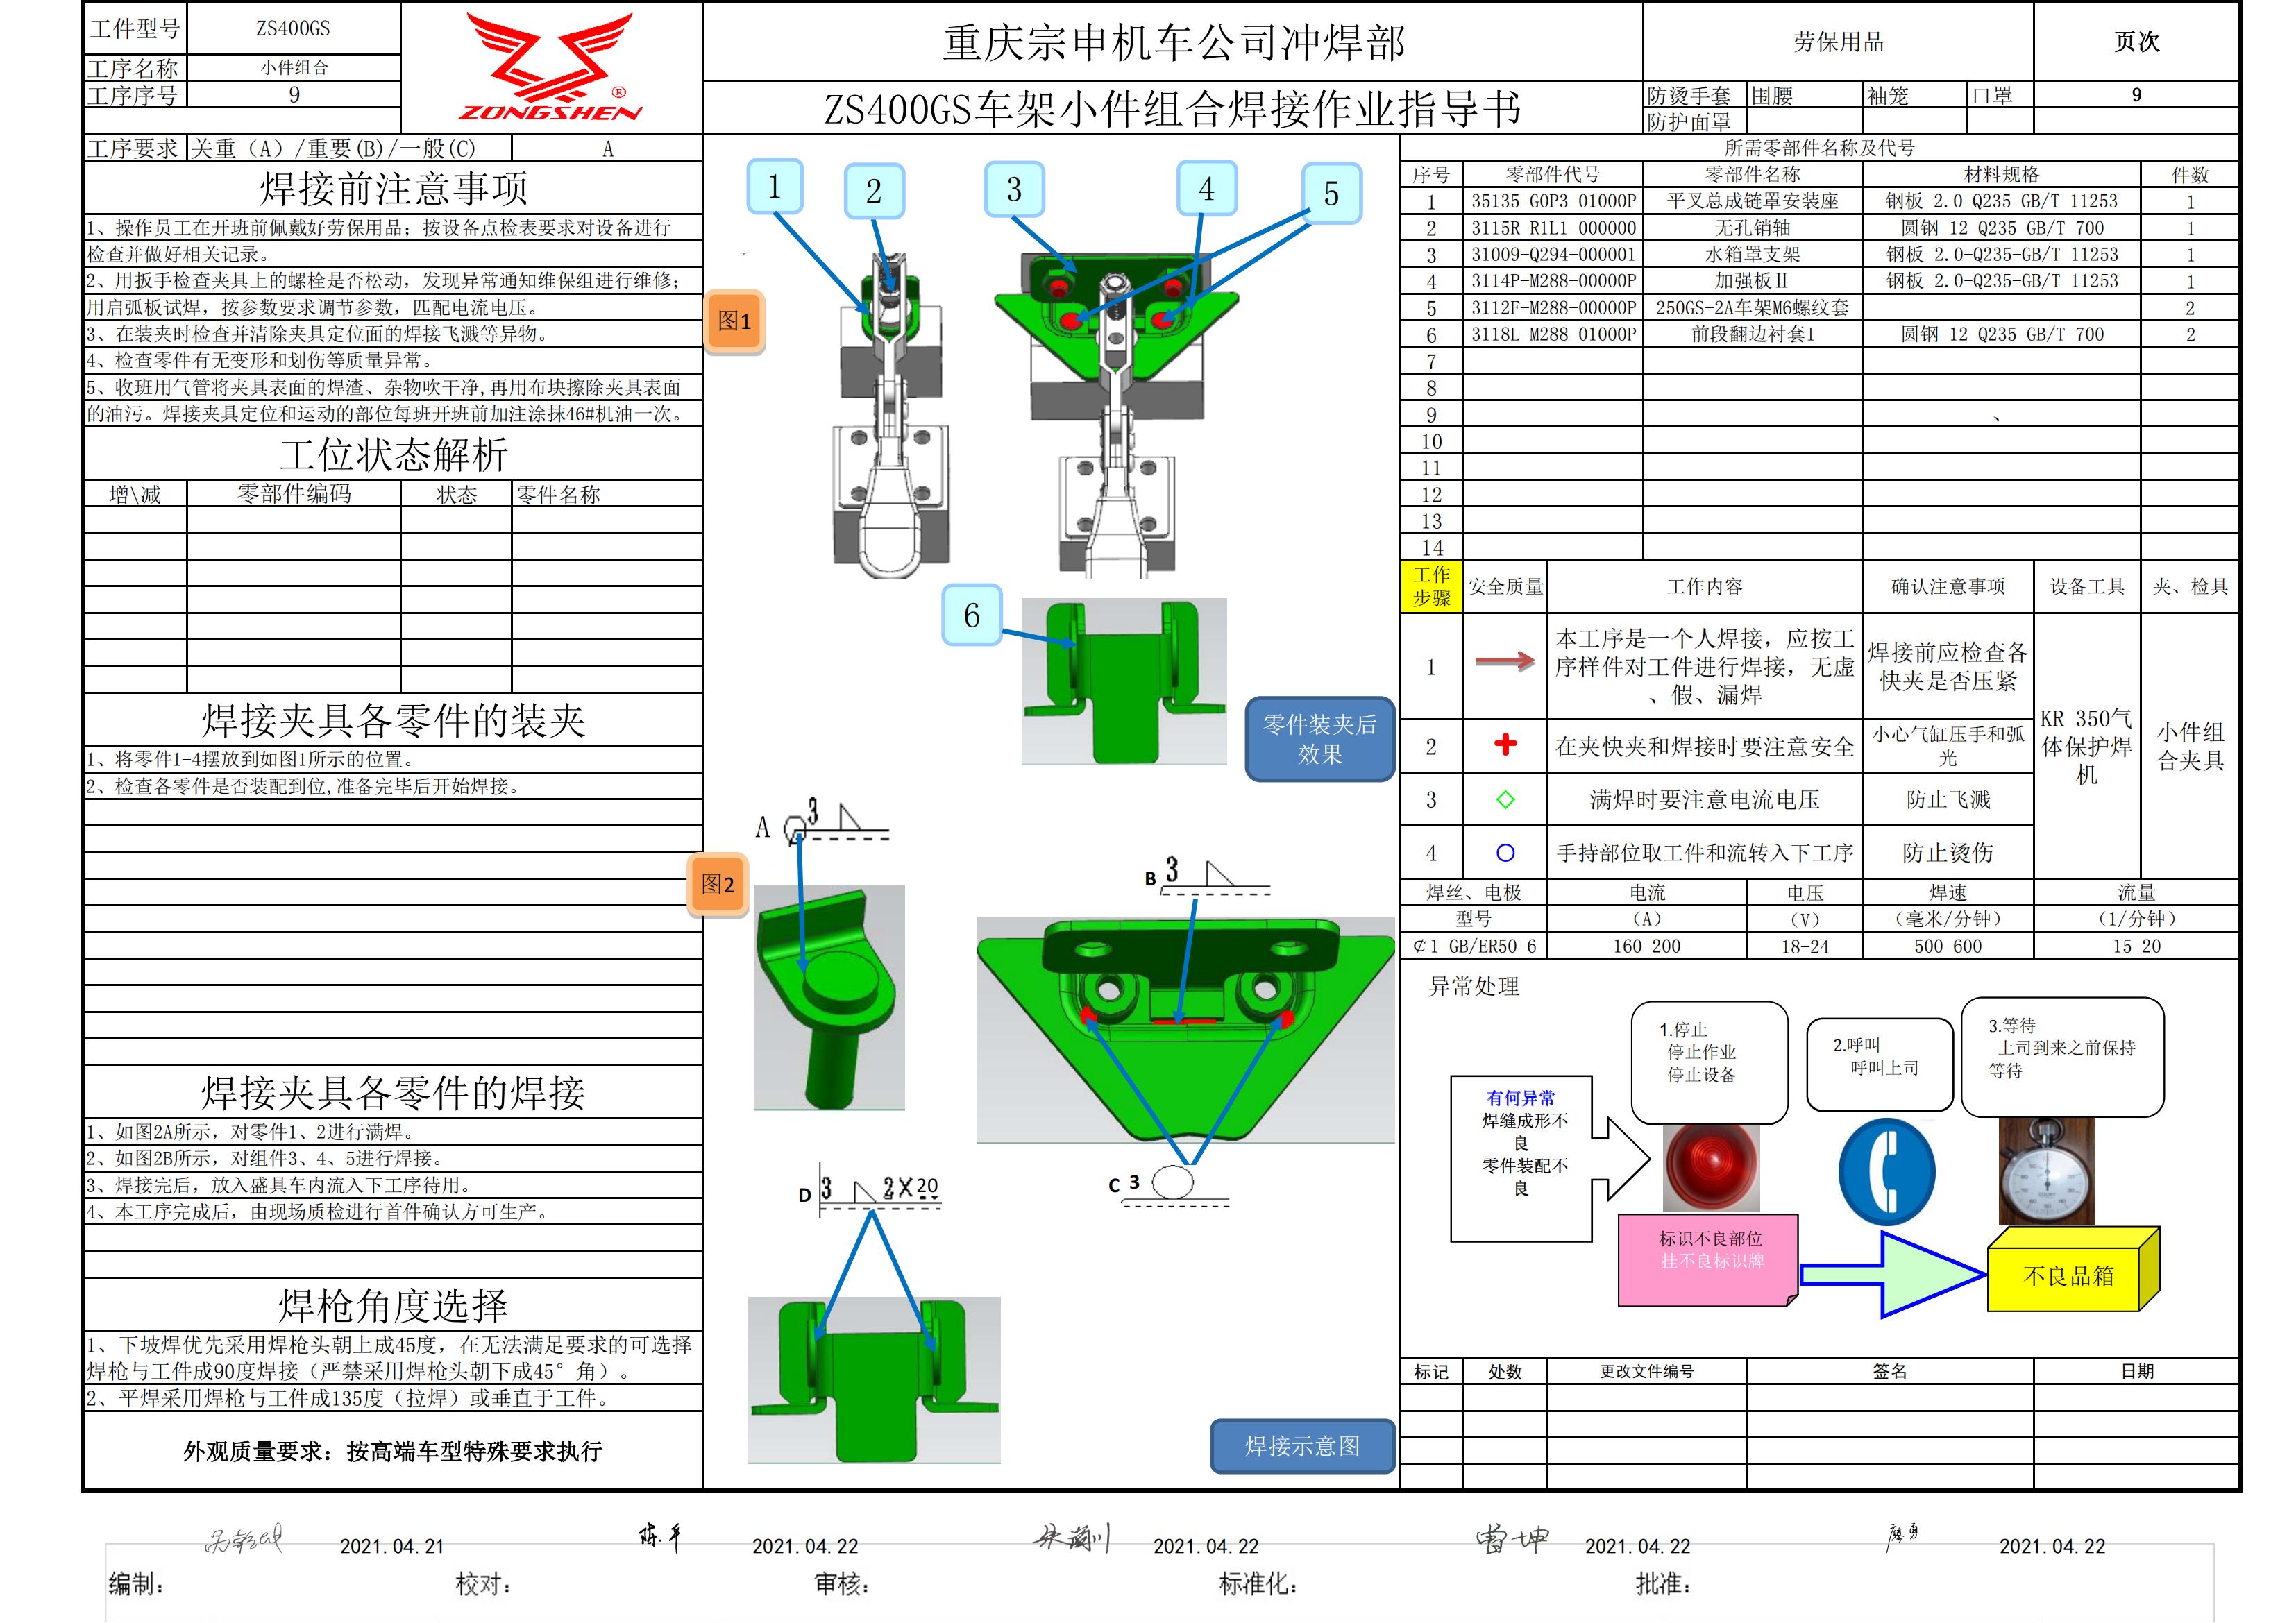 工件型号 ZS400GS
工序名称 小件组合
工序序号 9
ZONGSHEN ®
重庆宗申机车公司冲焊部
ZS400GS车架小件组合焊接作业指导书
劳保用品 页次
防烫手套 围腰 袖笼 口罩 9
防护面罩
工序要求 关重（A）/重要(B)/一般(C) A
焊接前注意事项
1、操作员工在开班前佩戴好劳保用品；按设备点检表要求对设备进行
检查并做好相关记录。
2、用扳手检查夹具上的螺栓是否松动，发现异常通知维保组进行维修；
用启弧板试焊，按参数要求调节参数，匹配电流电压。
3、在装夹时检查并清除夹具定位面的焊接飞溅等异物。
4、检查零件有无变形和划伤等质量异常。
5、收班用气管将夹具表面的焊渣、杂物吹干净,再用布块擦除夹具表面
的油污。焊接夹具定位和运动的部位每班开班前加注涂抹46#机油一次。
工位状态解析
增\减 零部件编码 状态 零件名称
焊接夹具各零件的装夹
1、将零件1-4摆放到如图1所示的位置。
2、检查各零件是否装配到位,准备完毕后开始焊接。
焊接夹具各零件的焊接
1、如图2A所示，对零件1、2进行满焊。
2、如图2B所示，对组件3、4、5进行焊接。
3、焊接完后，放入盛具车内流入下工序待用。
4、本工序完成后，由现场质检进行首件确认方可生产。
焊枪角度选择
1、下坡焊优先采用焊枪头朝上成45度，在无法满足要求的可选择
焊枪与工件成90度焊接（严禁采用焊枪头朝下成45°角）。
2、平焊采用焊枪与工件成135度（拉焊）或垂直于工件。
外观质量要求：按高端车型特殊要求执行
1 2 3 4 5
图1
6
零件装夹后
效果
A 3
图2
B 3
D 3 2X20
C 3
焊接示意图
所需零部件名称及代号
序号 零部件代号 零部件名称 材料规格 件数
1 35135-G0P3-01000P 平叉总成链罩安装座 钢板 2.0-Q235-GB/T 11253 1
2 3115R-R1L1-000000 无孔销轴 圆钢 12-Q235-GB/T 700 1
3 31009-Q294-000001 水箱罩支架 钢板 2.0-Q235-GB/T 11253 1
4 3114P-M288-00000P 加强板Ⅱ 钢板 2.0-Q235-GB/T 11253 1
5 3112F-M288-00000P 250GS-2A车架M6螺纹套 2
6 3118L-M288-01000P 前段翻边衬套I 圆钢 12-Q235-GB/T 700 2
7
8
9 、
10
11
12
13
14
工作
步骤 安全质量 工作内容 确认注意事项 设备工具 夹、检具
1 本工序是一个人焊接，应按工
序样件对工件进行焊接，无虚
、假、漏焊 焊接前应检查各
快夹是否压紧
2 在夹快夹和焊接时要注意安全 小心气缸压手和弧
光
3 满焊时要注意电流电压 防止飞溅
4 手持部位取工件和流转入下工序 防止烫伤
KR 350气
体保护焊
机
小件组
合夹具
焊丝、电极 电流 电压 焊速 流量
型号 （A） （V） （毫米/分钟） （1/分钟）
¢1 GB/ER50-6 160-200 18-24 500-600 15-20
异常处理
有何异常
焊缝成形不
良
零件装配不
良
1.停止
停止作业
停止设备
2.呼叫
呼叫上司
3.等待
上司到来之前保持
等待
标识不良部位
挂不良标识牌
不良品箱
标记 处数 更改文件编号 签名 日期
2021.04.21 陈平 2021.04.22 2021.04.22 雷坤 2021.04.22 廖勇 2021.04.22
编制： 校对： 审核： 标准化： 批准：